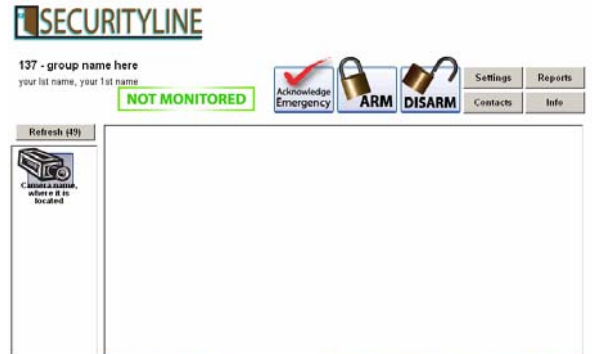 SECURITYLINE
137 - group name here
your lst name, your 1st name
NOT MONITORED
Acknowledge
Emergency
ARM
DISARM
Settings
Reports
Contacts
Info
Refresh (49)
Camera name,
where it is
located